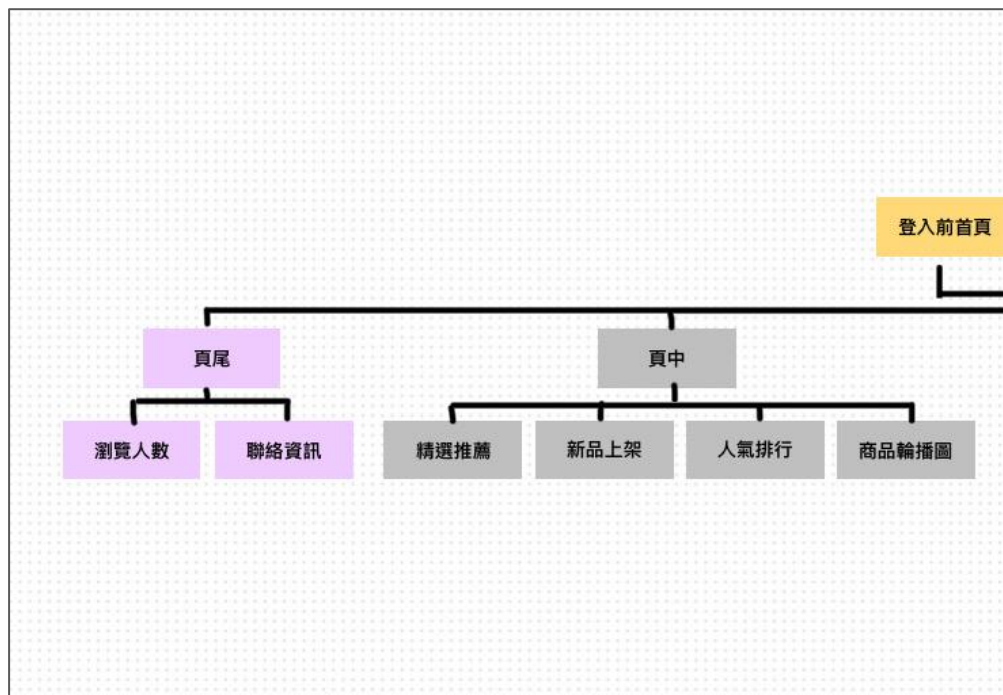 登入前首頁
頁尾
頁中
瀏覽人數
聯絡資訊
精選推薦
新品上架
人氣排行
商品輪播圖